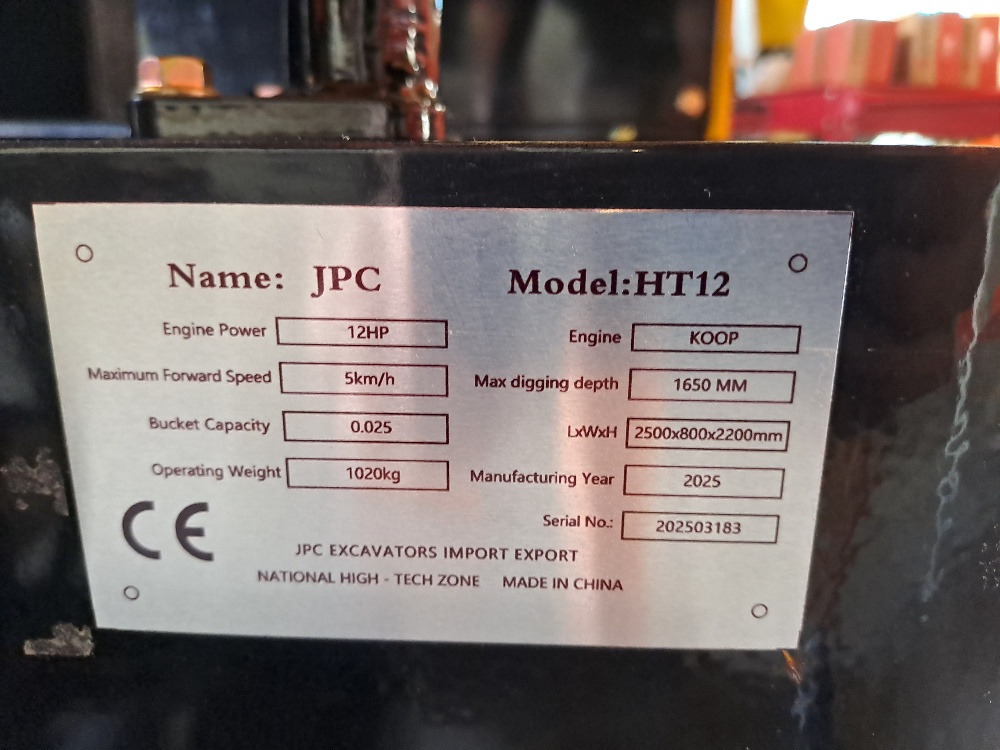 Name: JPC Model:HT12
Engine Power 12HP Engine KOOP
Maximum Forward Speed 5km/h Max digging depth 1650 MM
Bucket Capacity 0.025 LxWxH 2500x800x2200mm
Operating Weight 1020kg Manufacturing Year 2025
Serial No.: 202503183
CE
JPC EXCAVATORS IMPORT EXPORT
NATIONAL HIGH - TECH ZONE MADE IN CHINA